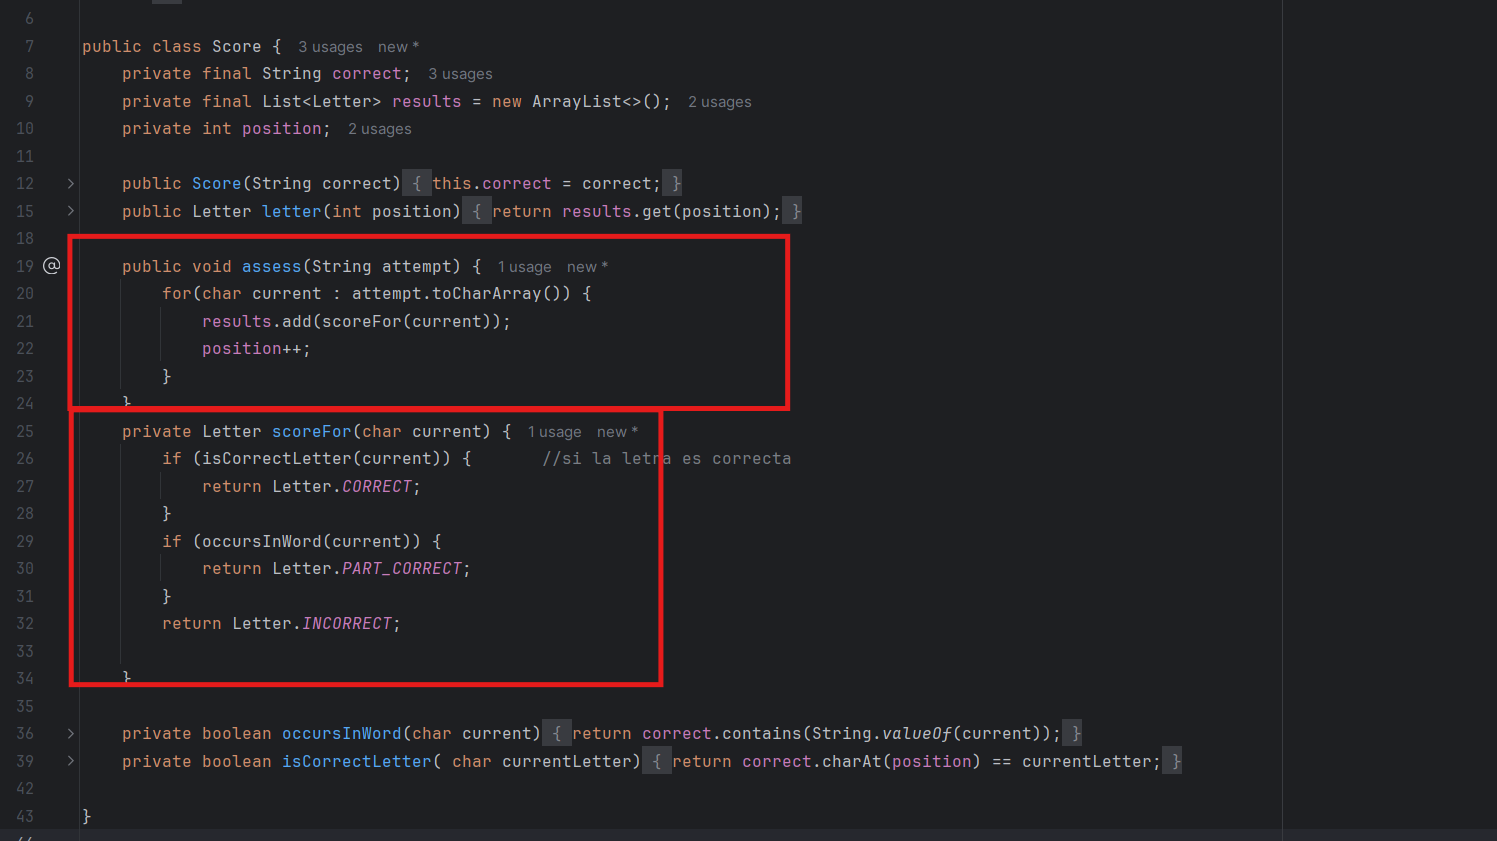 6
7 public class Score { 3 usages new *
8 private final String correct; 3 usages
9 private final List<Letter> results = new ArrayList<>(); 2 usages
10 private int position; 2 usages
11
12 public Score(String correct) { this.correct = correct; }
15 public Letter letter(int position) { return results.get(position); }
18
19 @ public void assess(String attempt) { 1 usage new *
20 for(char current : attempt.toCharArray()) {
21 results.add(scoreFor(current));
22 position++;
23 }
24 }
25 private Letter scoreFor(char current) { 1 usage new *
26 if (isCorrectLetter(current)) { //si la letra es correcta
27 return Letter.CORRECT;
28 }
29 if (occursInWord(current)) {
30 return Letter.PART_CORRECT;
31 }
32 return Letter.INCORRECT;
33
34 }
35
36 private boolean occursInWord(char current) { return correct.contains(String.valueOf(current)); }
39 private boolean isCorrectLetter( char currentLetter) { return correct.charAt(position) == currentLetter; }
42
43 }